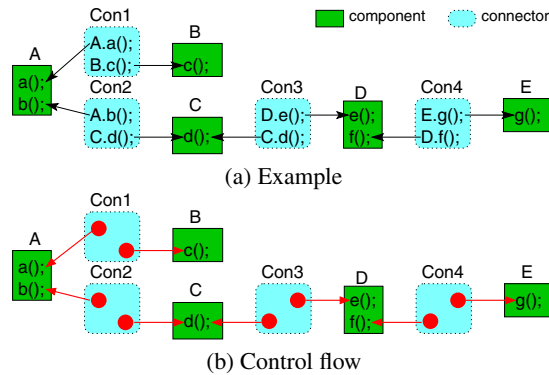 component connector
Con1
A B
A.a();
B.c(); c();
a();
b();
Con2 C Con3 D Con4 E
A.b(); D.e(); e(); E.g(); g();
C.d(); d(); C.d(); f(); D.f();
(a) Example
Con1
A B
a(); c();
b();
Con2 C Con3 D Con4 E
d(); e(); g();
f();
(b) Control flow